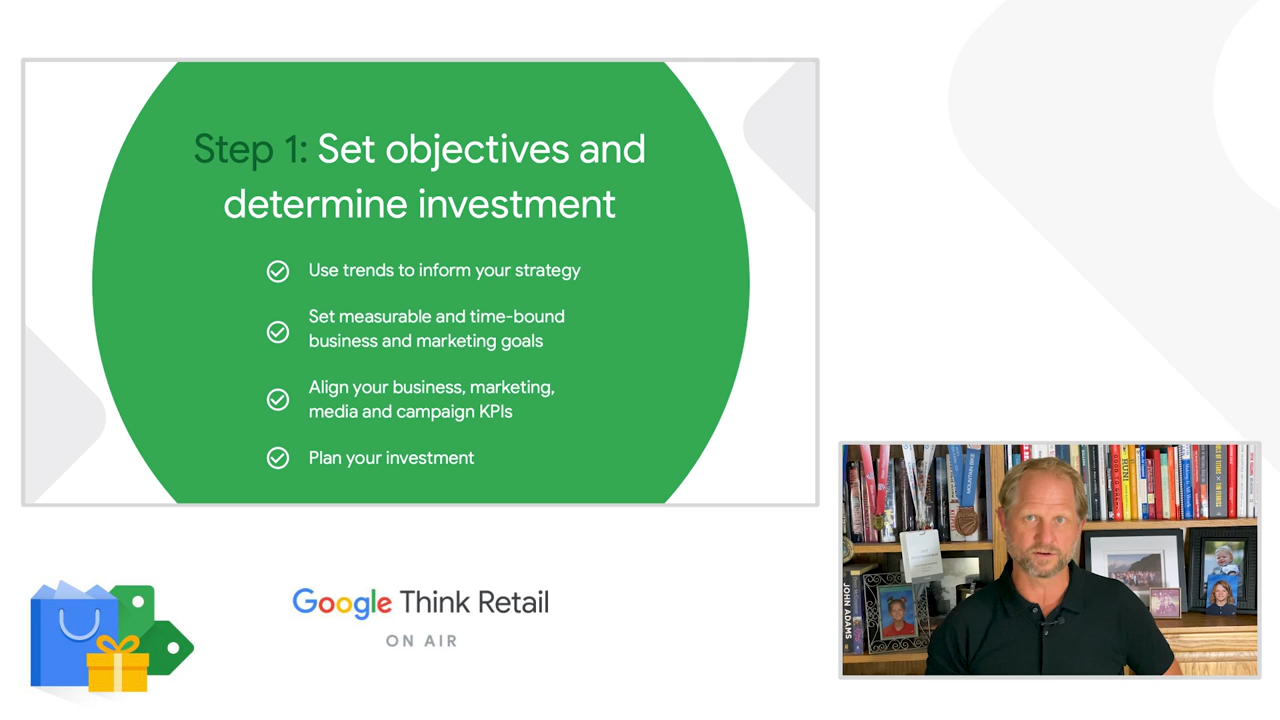 Step 1: Set objectives and
determine investment
Use trends to inform your strategy
Set measurable and time-bound
business and marketing goals
Align your business, marketing,
media and campaign KPIs
Plan your investment
Google Think Retail
ON AIR
JOHN ADAMS